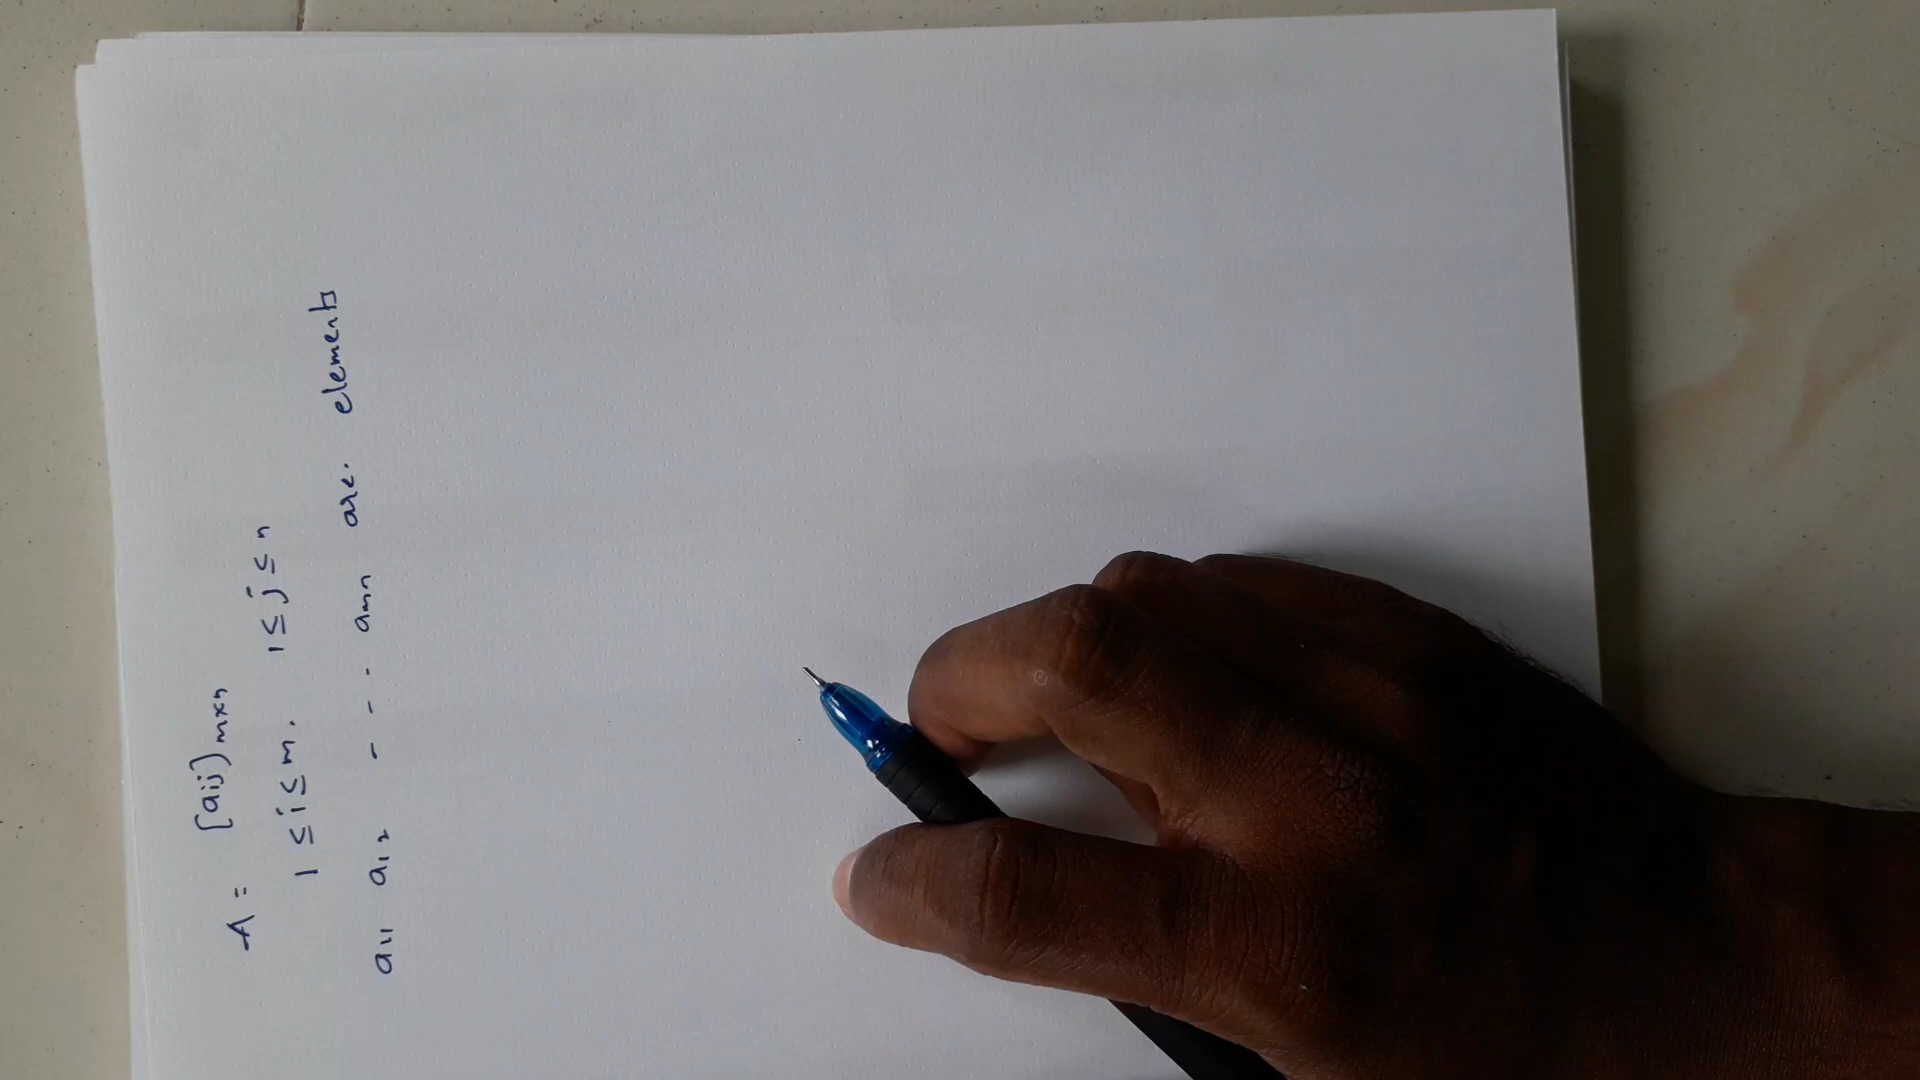 A = [aij]mxn
1 ≤ i ≤ m. 1 ≤ j ≤ n
a11 a12 - - - - amn are. elements